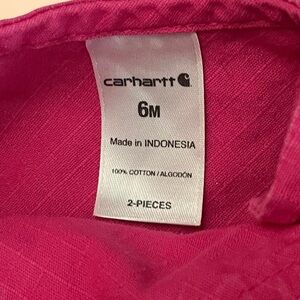 carhartt
6M
Made in INDONESIA
100% COTTON / ALGODÓN
2-PIECES